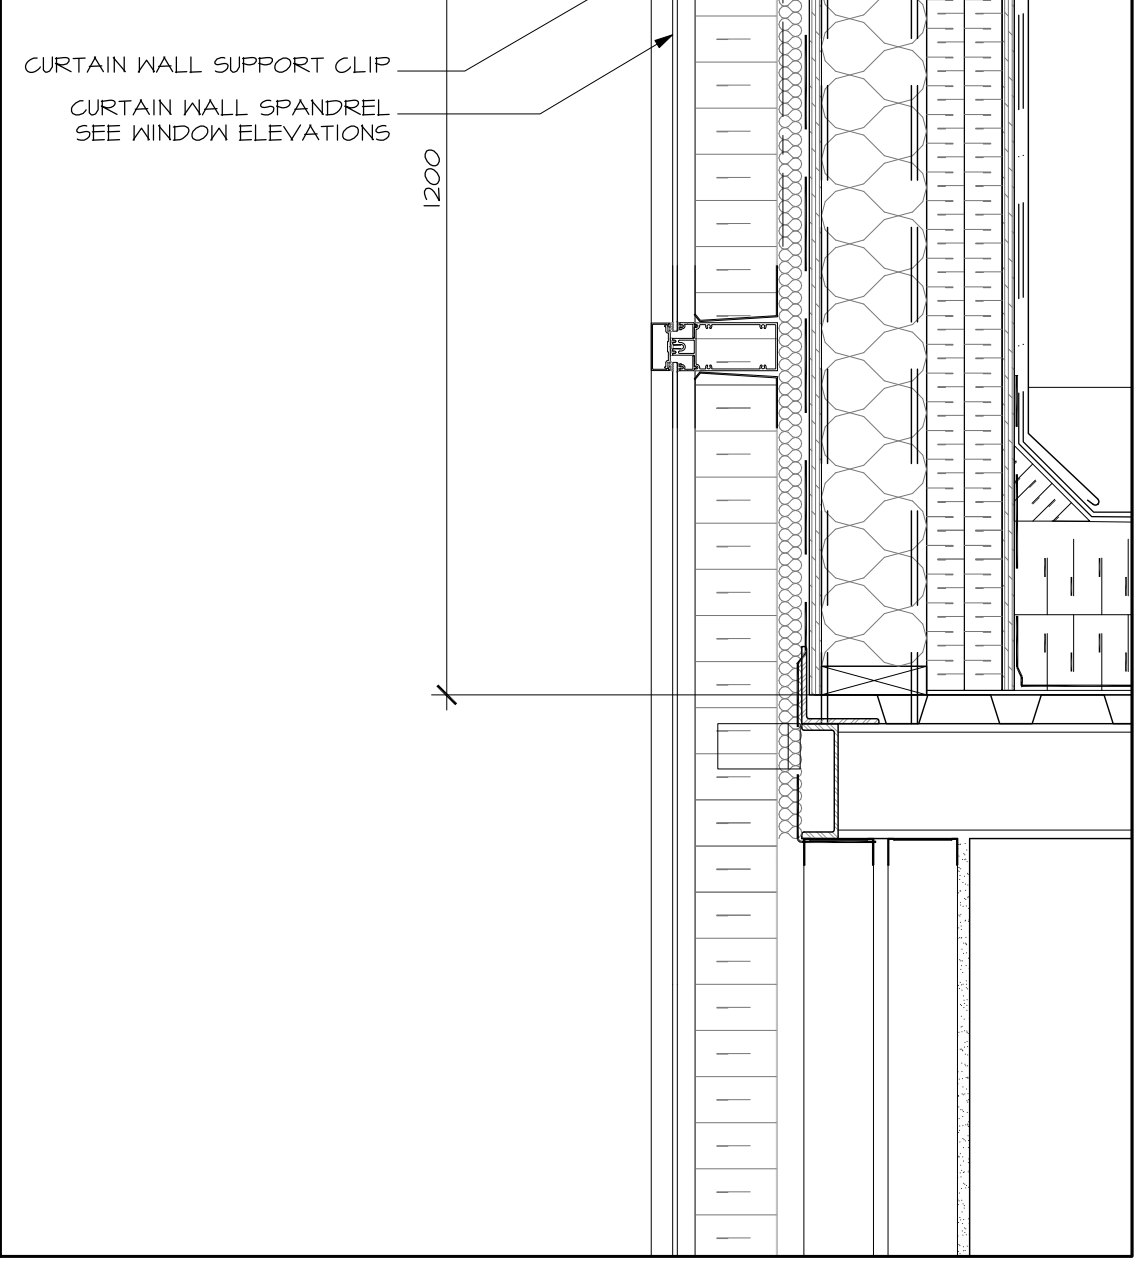 CURTAIN WALL SUPPORT CLIP
CURTAIN WALL SPANDREL
SEE WINDOW ELEVATIONS
1200